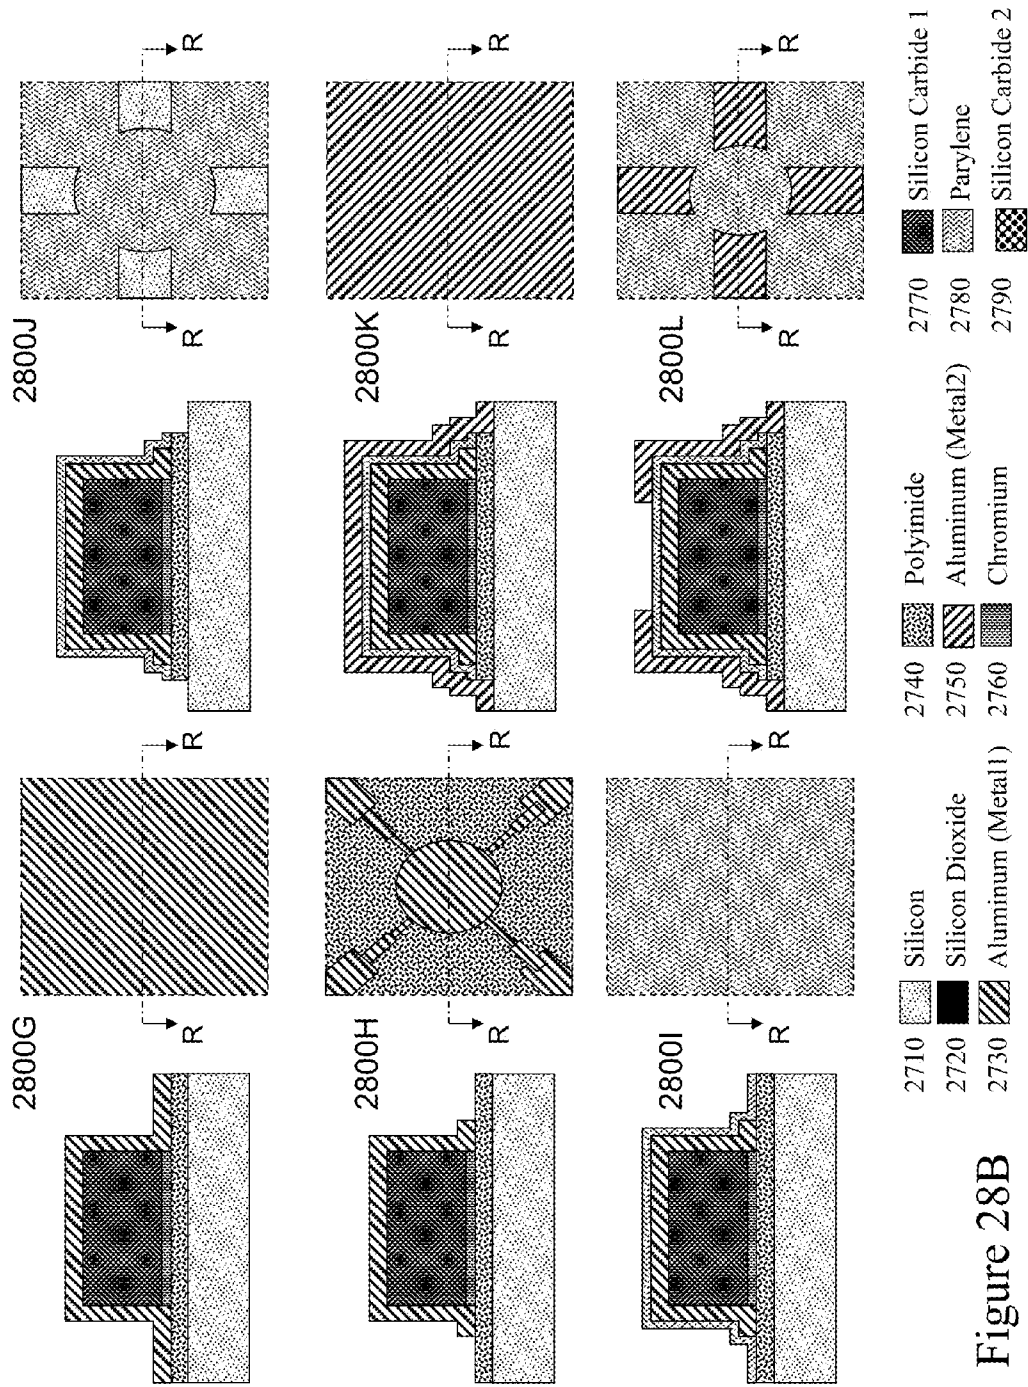 2800G
R
R
2800J
R
R
2800H
R
R
2800K
R
R
2800I
R
R
2800L
R
R
Figure 28B
2710 Silicon
2720 Silicon Dioxide
2730 Aluminum (Metal1)
2740 Polyimide
2750 Aluminum (Metal2)
2760 Chromium
2770 Silicon Carbide 1
2780 Parylene
2790 Silicon Carbide 2